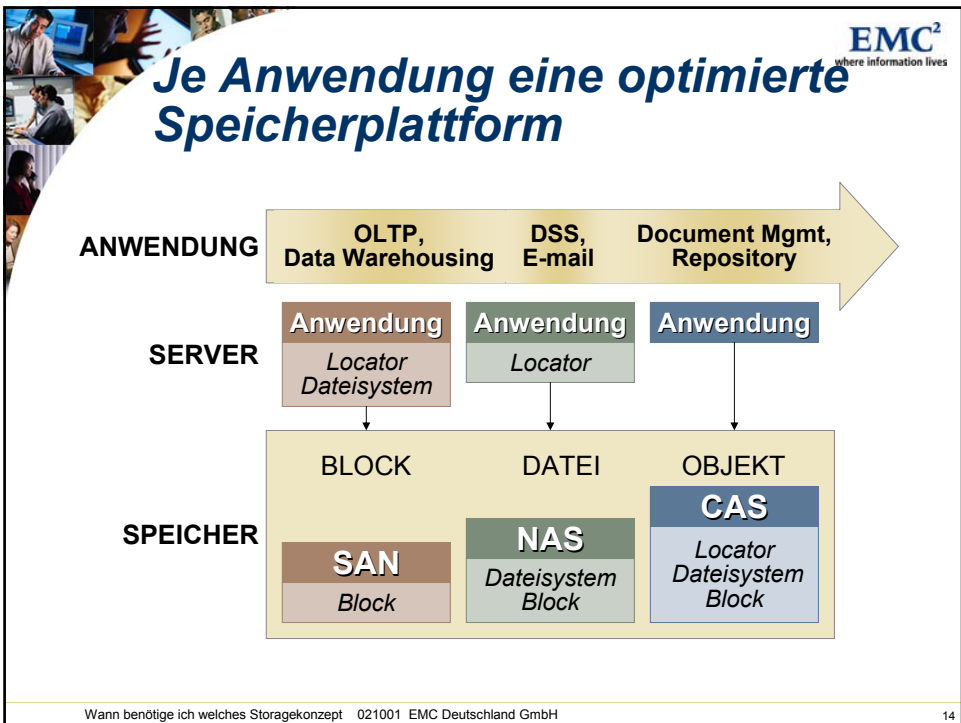 EMC²
where information lives
Je Anwendung eine optimierte
Speicherplattform
ANWENDUNG
OLTP,
Data Warehousing
DSS,
E-mail
Document Mgmt,
Repository
SERVER
Anwendung
Locator
Dateisystem
Anwendung
Locator
Anwendung
SPEICHER
BLOCK
SAN
Block
DATEI
NAS
Dateisystem
Block
OBJEKT
CAS
Locator
Dateisystem
Block
Wann benötige ich welches Storagekonzept 021001 EMC Deutschland GmbH
14